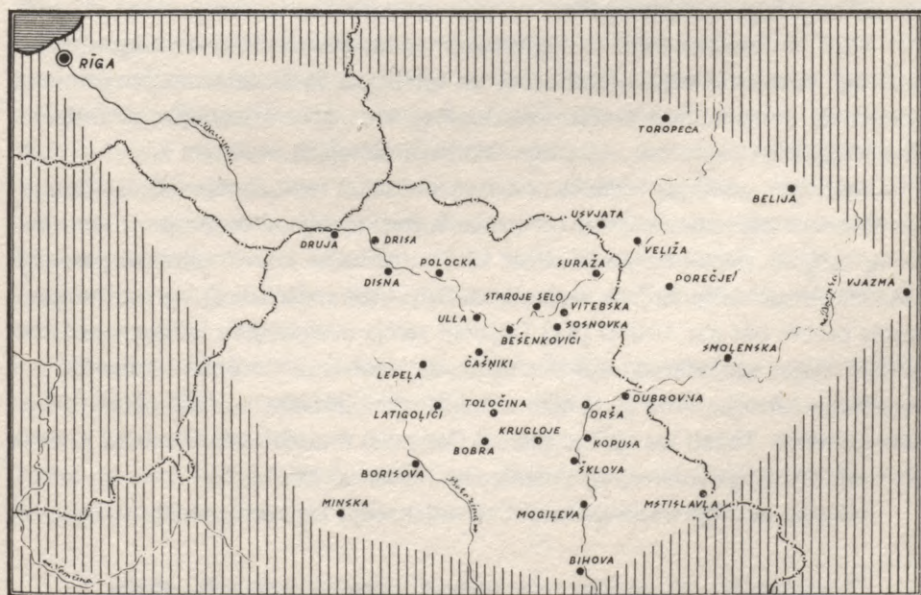 RĪGA
TOROPECA
BELIJA
USVJATA
DRUJA
DRISA
VELIŽA
DISNA
POLOCKA
SURAŽA
POREČJE
VJAZMA
STAROJE SELO
VITEBSKA
ULLA
SOSNOVKA
BEŠENKOVIČI
ČAŠNIKI
SMOLENSKA
LEPEĻA
DUBROVNA
LATIGOLIČI
TOLOČINA
ORŠA
KRUGLOJE
KOPUSA
BOBRA
ŠKLOVA
BORISOVA
MINSKA
MOGIĻEVA
MSTISLAVLA
BIHOVA